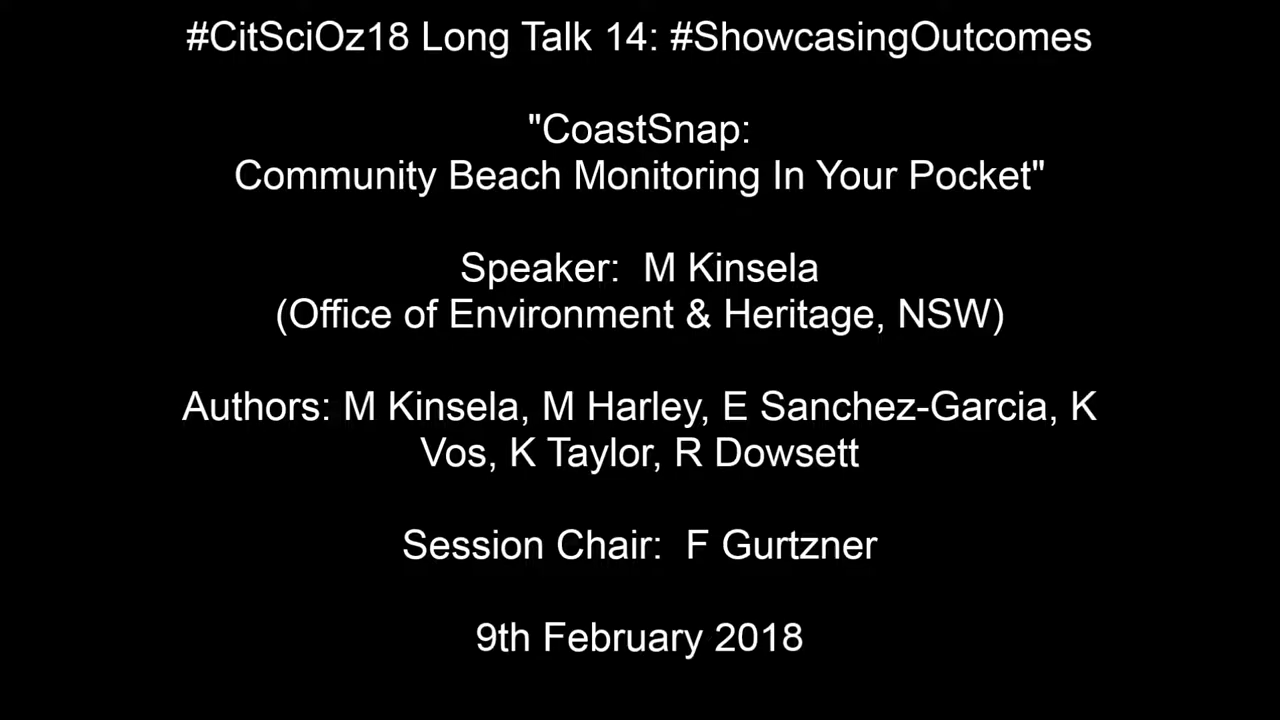 #CitSciOz18 Long Talk 14: #ShowcasingOutcomes
"CoastSnap:
Community Beach Monitoring In Your Pocket"
Speaker:  M Kinsela
(Office of Environment & Heritage, NSW)
Authors: M Kinsela, M Harley, E Sanchez-Garcia, K
Vos, K Taylor, R Dowsett
Session Chair:  F Gurtzner
9th February 2018